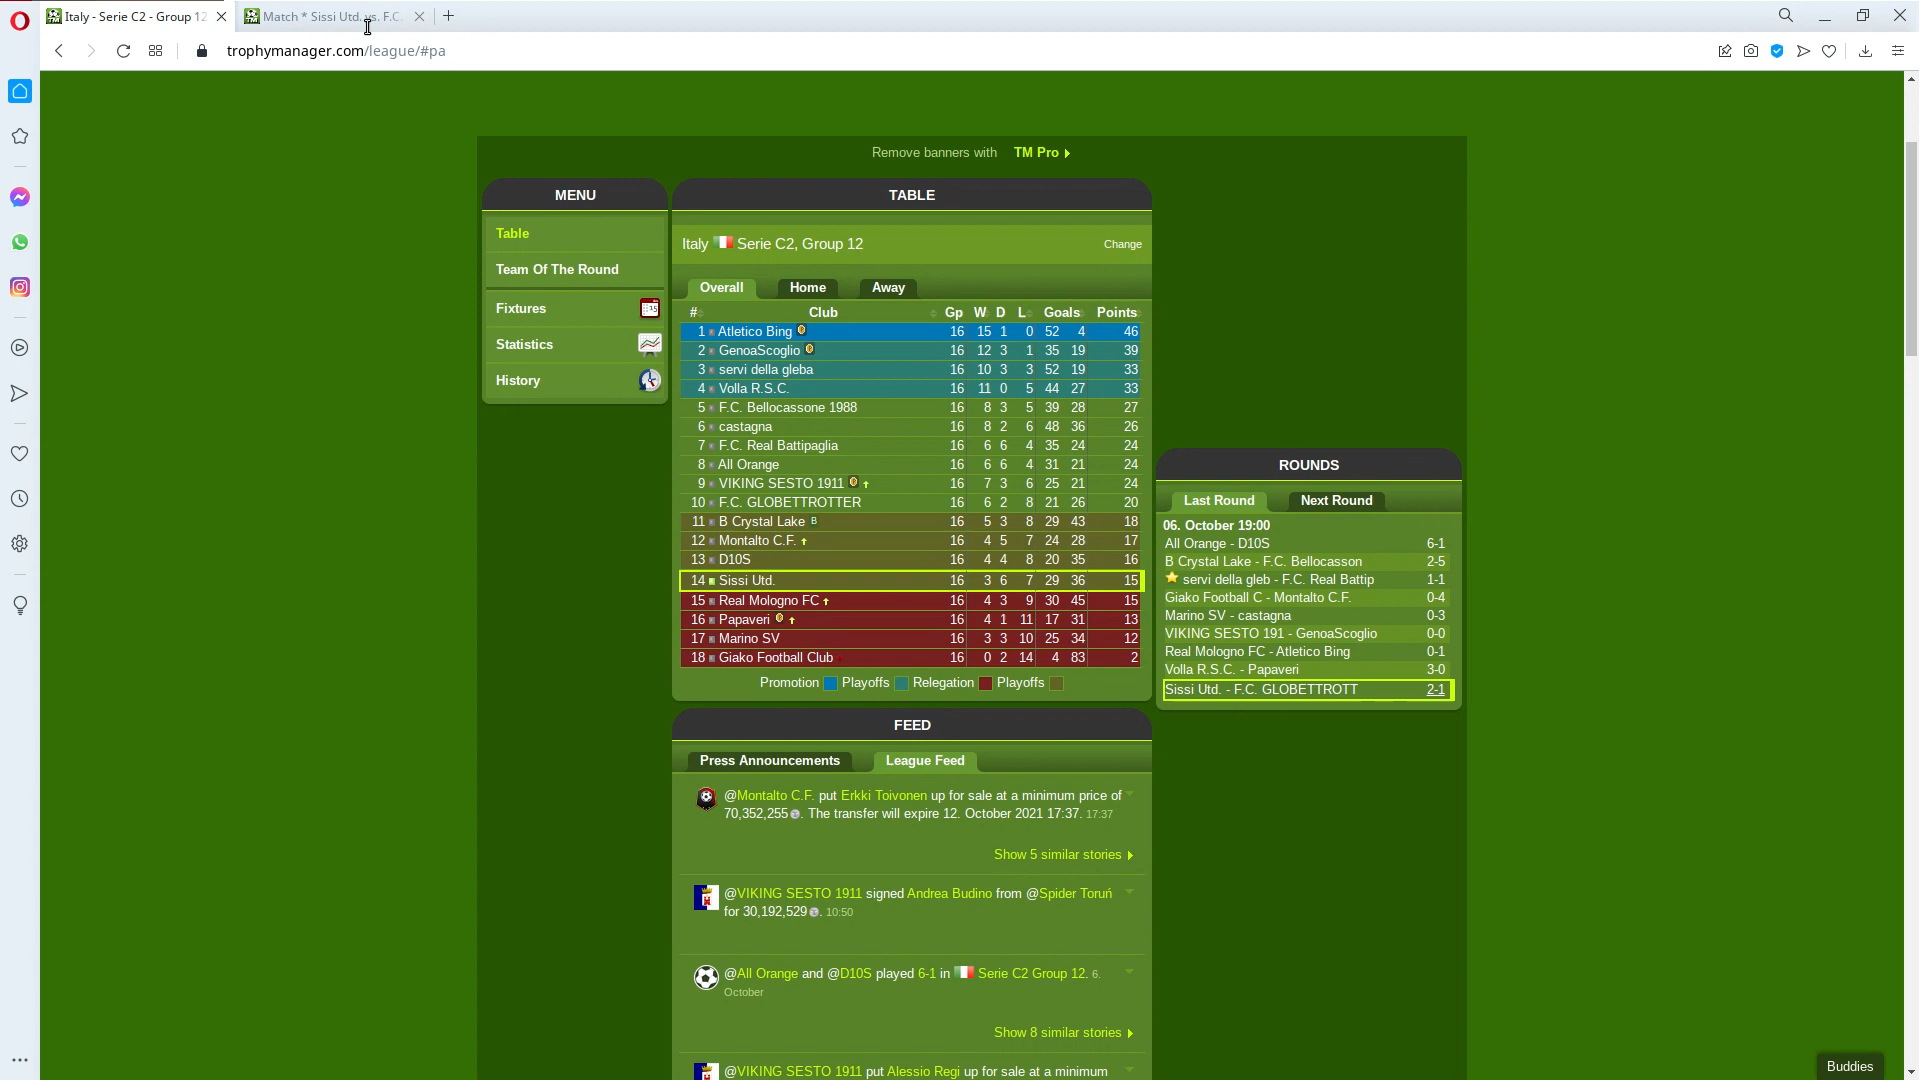 Italy - Serie C2 - Group 12
Match * Sissi Utd. vs. F.C.
trophymanager.com/league/#pa
Remove banners with TM Pro
MENU
Table
Team Of The Round
Fixtures
Statistics
History
TABLE
Italy Serie C2, Group 12 Change
Overall Home Away
# Club Gp W D L Goals Points
1 Atletico Bing 16 15 1 0 52 4 46
2 GenoaScoglio 16 12 3 1 35 19 39
3 servi della gleba 16 10 3 3 52 19 33
4 Volla R.S.C. 16 11 0 5 44 27 33
5 F.C. Bellocassone 1988 16 8 3 5 39 28 27
6 castagna 16 8 2 6 48 36 26
7 F.C. Real Battipaglia 16 6 6 4 35 24 24
8 All Orange 16 6 6 4 31 21 24
9 VIKING SESTO 1911 16 7 3 6 25 21 24
10 F.C. GLOBETTROTTER 16 6 2 8 21 26 20
11 B Crystal Lake B 16 5 3 8 29 43 18
12 Montalto C.F. 16 4 5 7 24 28 17
13 D10S 16 4 4 8 20 35 16
14 Sissi Utd. 16 3 6 7 29 36 15
15 Real Mologno FC 16 4 3 9 30 45 15
16 Papaveri 16 4 1 11 17 31 13
17 Marino SV 16 3 3 10 25 34 12
18 Giako Football Club 16 0 2 14 4 83 2
Promotion Playoffs Relegation Playoffs
ROUNDS
Last Round Next Round
06. October 19:00
All Orange - D10S 6-1
B Crystal Lake - F.C. Bellocasson 2-5
servi della gleb - F.C. Real Battip 1-1
Giako Football C - Montalto C.F. 0-4
Marino SV - castagna 0-3
VIKING SESTO 191 - GenoaScoglio 0-0
Real Mologno FC - Atletico Bing 0-1
Volla R.S.C. - Papaveri 3-0
Sissi Utd. - F.C. GLOBETTROTT 2-1
FEED
Press Announcements League Feed
@Montalto C.F. put Erkki Toivonen up for sale at a minimum price of
70,352,255. The transfer will expire 12. October 2021 17:37. 17:37
Show 5 similar stories
@VIKING SESTO 1911 signed Andrea Budino from @Spider Toruń
for 30,192,529. 10:50
@All Orange and @D10S played 6-1 in Serie C2 Group 12. 6.
October
Show 8 similar stories
@VIKING SESTO 1911 put Alessio Regi up for sale at a minimum
Buddies